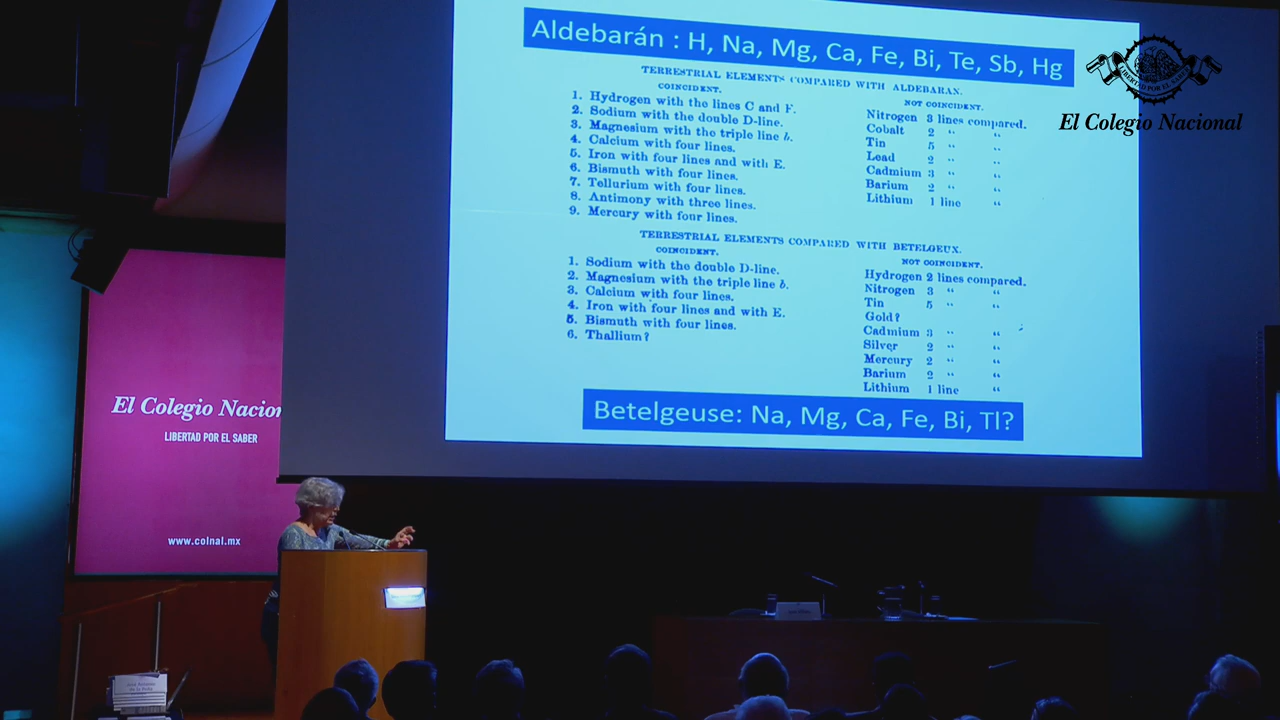 Aldebarán : H, Na, Mg, Ca, Fe, Bi, Te, Sb, Hg
TERRESTRIAL ELEMENTS COMPARED WITH ALDEBARAN.
COINCIDENT.
1. Hydrogen with the lines C and F.
2. Sodium with the double D-line.
3. Magnesium with the triple line b.
4. Calcium with four lines.
5. Iron with four lines and with E.
6. Bismuth with four lines.
7. Tellurium with four lines.
8. Antimony with three lines.
9. Mercury with four lines.
NOT COINCIDENT.
Nitrogen 3 lines compared.
Cobalt 2 “ “
Tin 5 “ “
Lead 2 “ “
Cadmium 3 “ “
Barium 2 “ “
Lithium 1 line “
TERRESTRIAL ELEMENTS COMPARED WITH BETELGEUX.
COINCIDENT.
1. Sodium with the double D-line.
2. Magnesium with the triple line b.
3. Calcium with four lines.
4. Iron with four lines and with E.
5. Bismuth with four lines.
6. Thallium?
NOT COINCIDENT.
Hydrogen 2 lines compared.
Nitrogen 3 “ “
Tin 5 “ “
Gold?
Cadmium 3 “ “
Silver 2 “ “
Mercury 2 “ “
Barium 2 “ “
Lithium 1 line “
Betelgeuse: Na, Mg, Ca, Fe, Bi, Tl?
LIBERTAD POR EL SABER
El Colegio Nacional
El Colegio Nacion
LIBERTAD POR EL SABER
www.colnal.mx